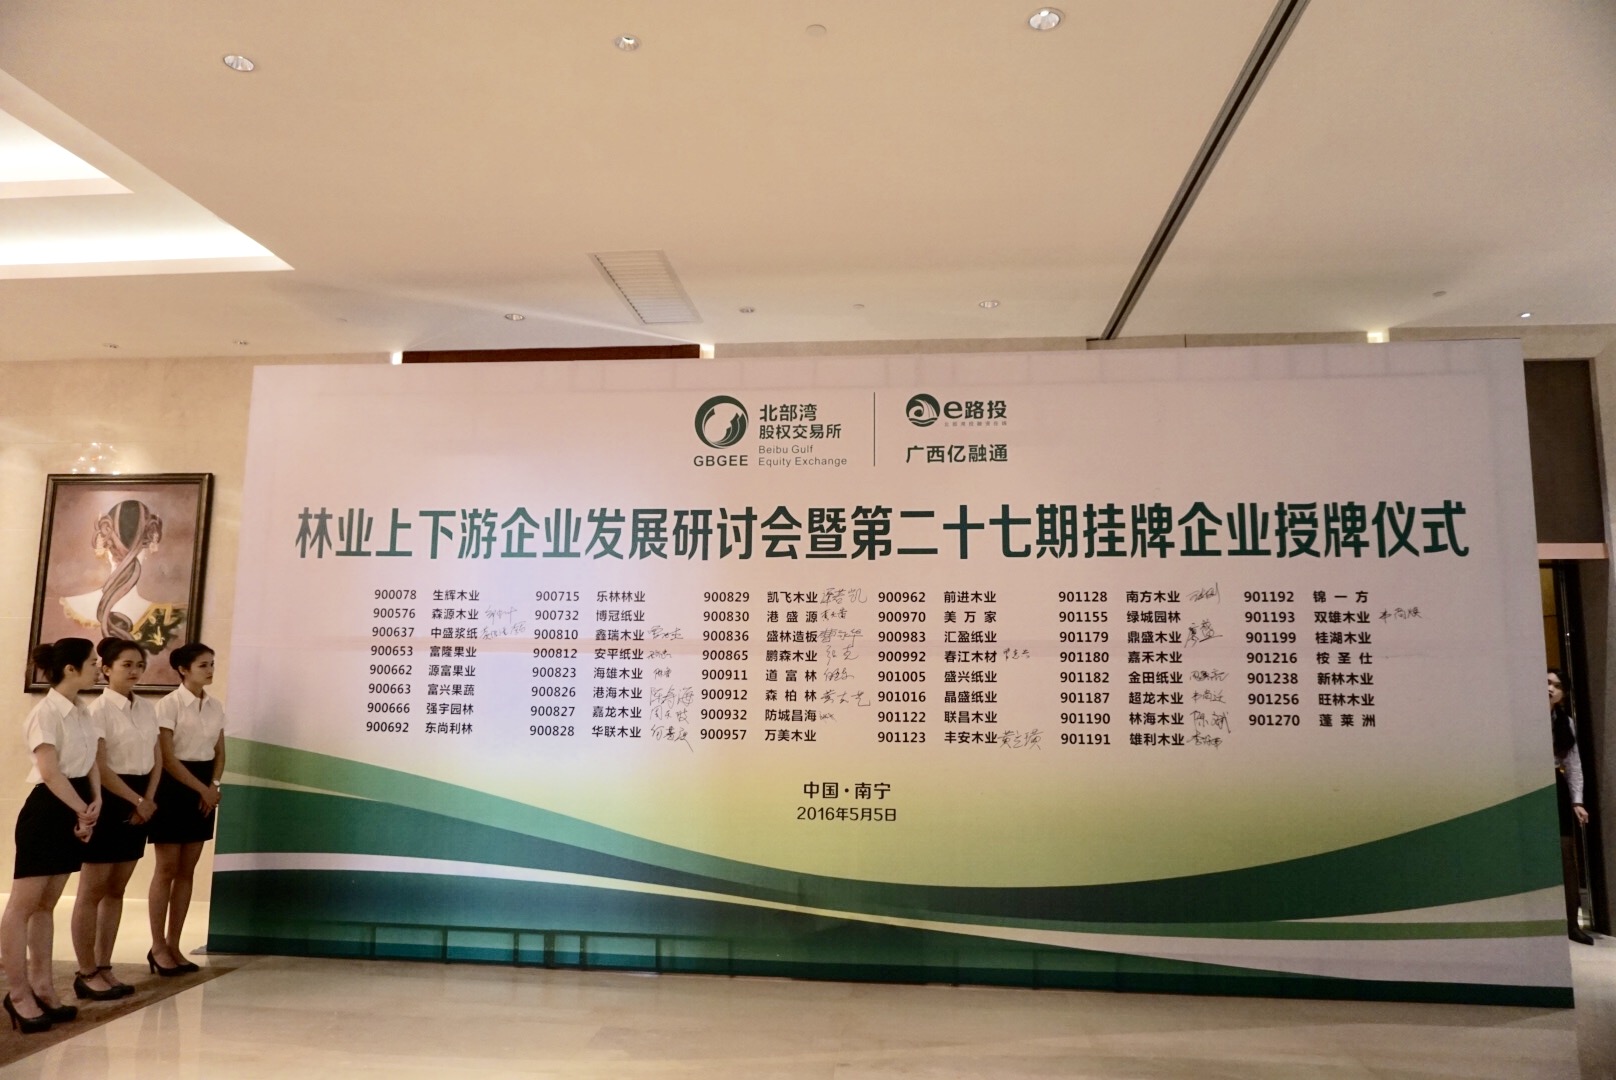 GBGEE
北部湾
股权交易所
Beibu Gulf
Equity Exchange
e路投
广西亿融通
林业上下游企业发展研讨会暨第二十七期挂牌企业授牌仪式
900078 生辉木业
900576 森源木业
900637 中盛浆纸
900653 富隆果业
900662 源富果业
900663 富兴果蔬
900666 强宇园林
900692 东尚利林
900715 乐林林业
900732 博冠纸业
900810 鑫瑞木业
900812 安平纸业
900823 海雄木业
900826 港海木业
900827 嘉龙木业
900828 华联木业
900829 凯飞木业
900830 港盛源
900836 盛林造板
900865 鹏森木业
900911 道富林
900912 森柏林
900932 防城昌海
900957 万美木业
900962 前进木业
900970 美万家
900983 汇盈纸业
900992 春江木材
901005 盛兴纸业
901016 晶盛纸业
901122 联昌木业
901123 丰安木业
901128 南方木业
901155 绿城园林
901179 鼎盛木业
901180 嘉禾木业
901182 金田纸业
901187 超龙木业
901190 林海木业
901191 雄利木业
901192 锦一方
901193 双雄木业
901199 桂湖木业
901216 桉圣仕
901238 新林木业
901256 旺林木业
901270 蓬莱洲
中国·南宁
2016年5月5日